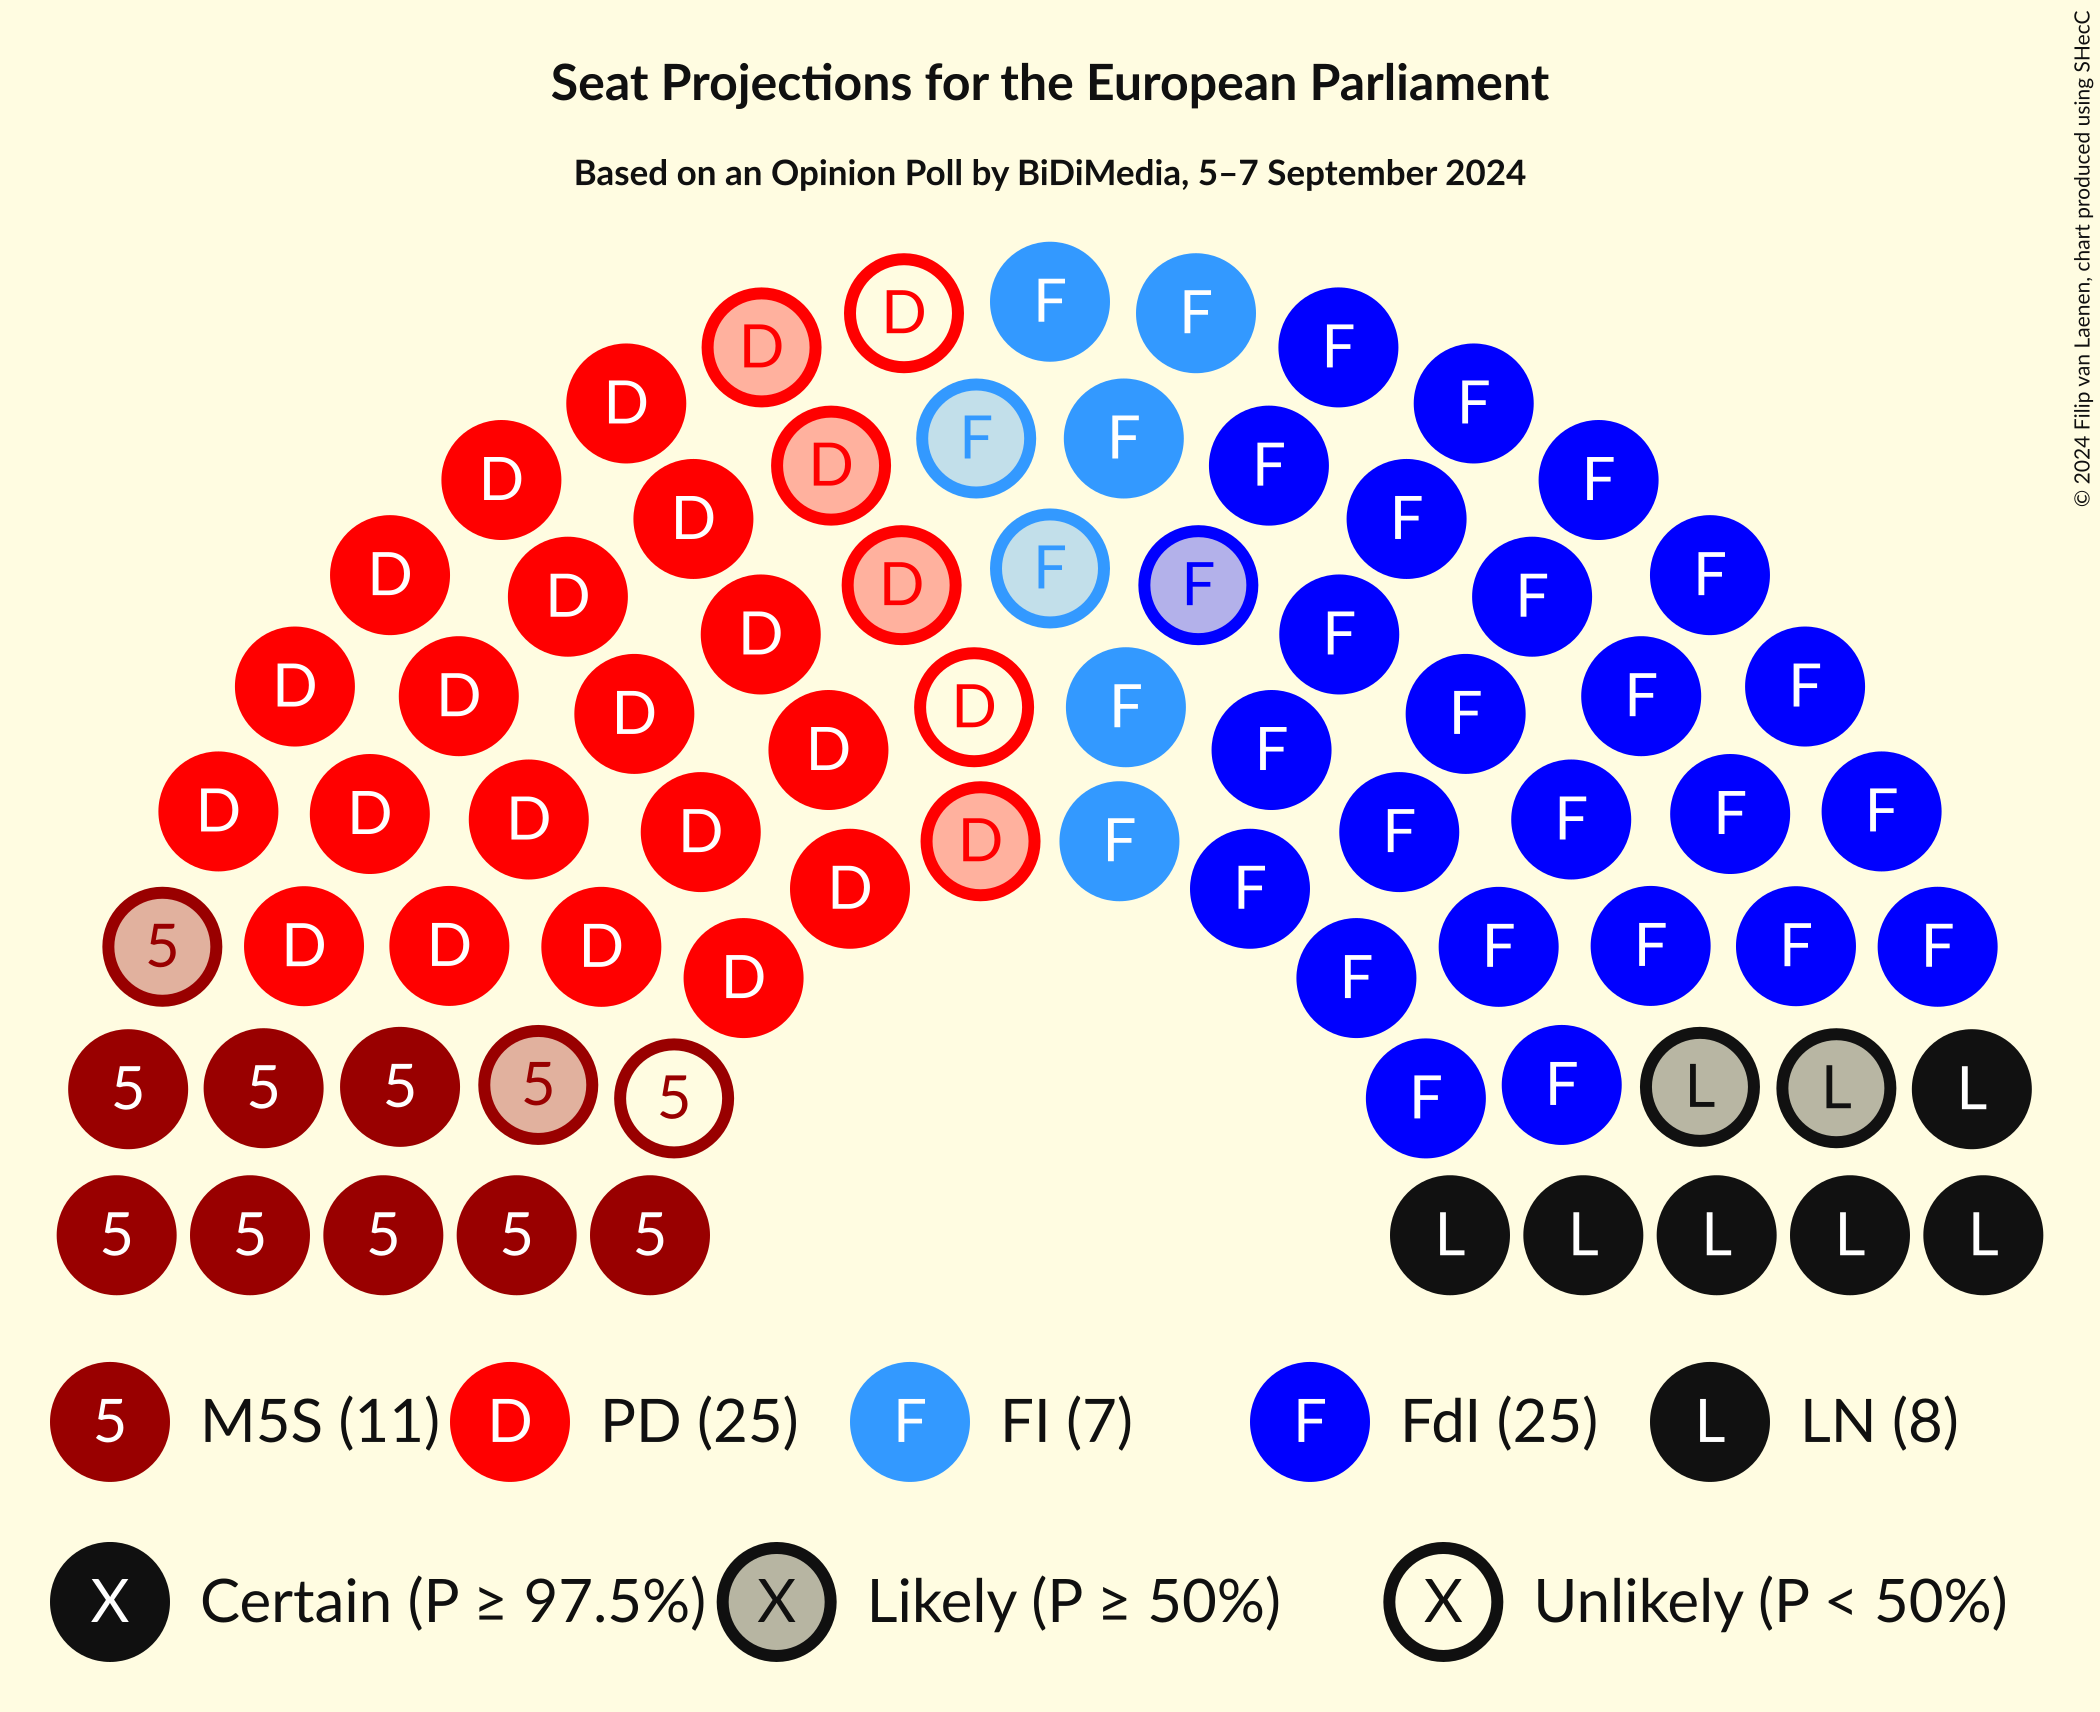 Seat Projections for the European Parliament
Based on an Opinion Poll by BiDiMedia, 5–7 September 2024
© 2024 Filip van Laenen, chart produced using SHecC
D D F F F
D D F F F F
D D F F
D D D F F F F
D F
D D D D F F F F
D F
D D D D D F F F F F
D F
5 D D D D F F F F F
5 5 5 5 5 F F L L L
5 5 5 5 5 L L L L L
5 M5S (11) D PD (25) F FI (7) F FdI (25) L LN (8)
X Certain (P ≥ 97.5%) X Likely (P ≥ 50%) X Unlikely (P < 50%)